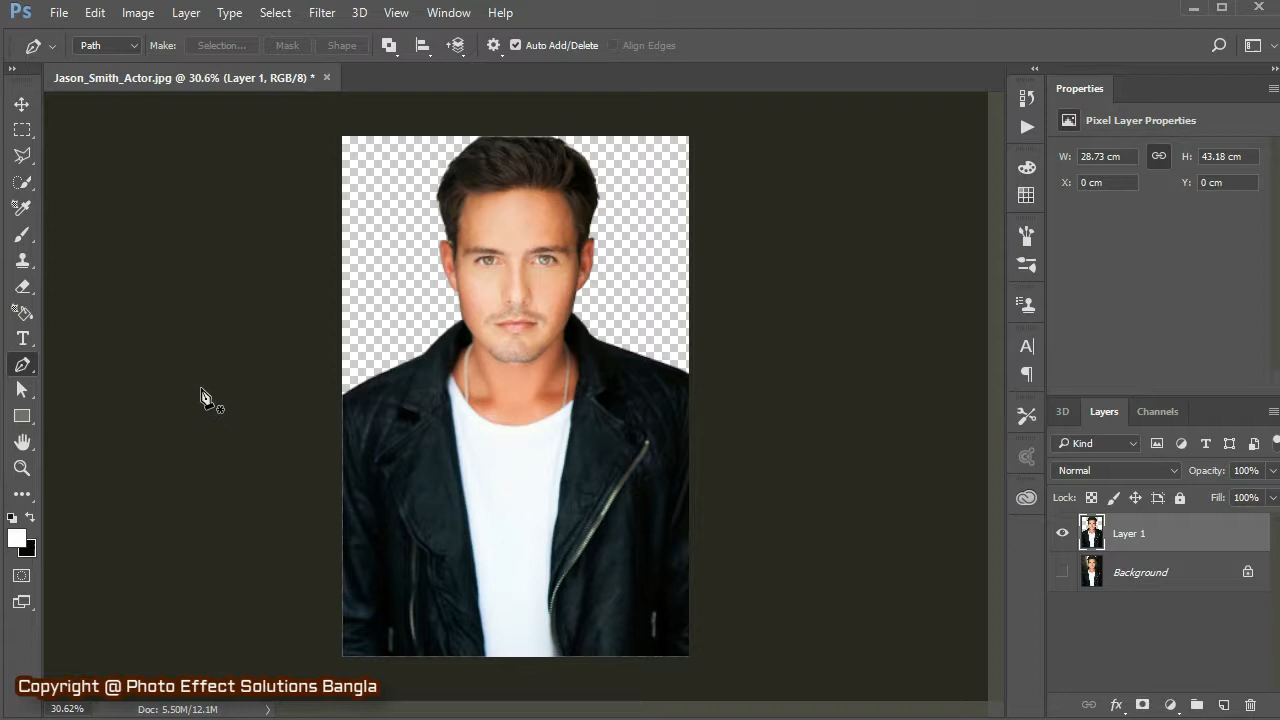 Ps File Edit Image Layer Type Select Filter 3D View Window Help
Path Make: Selection... Mask Shape Auto Add/Delete Align Edges
Jason_Smith_Actor.jpg @ 30.6% (Layer 1, RGB/8) * ×
Properties
Pixel Layer Properties
W: 28.73 cm H: 43.18 cm
X: 0 cm Y: 0 cm
3D Layers Channels
Kind
Normal Opacity: 100%
Lock: Fill: 100%
Layer 1
Background
Copyright @ Photo Effect Solutions Bangla
30.62% Doc: 5.50M/12.1M